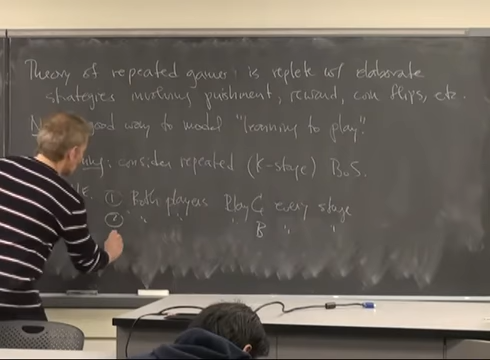 Theory of repeated games: is replete w/ elaborate
strategies involving punishment, reward, coin flips, etc.
good way to model "learning to play".
: consider repeated (K-stage) BoS.
① Both players Play G every stage
② " " " B " "